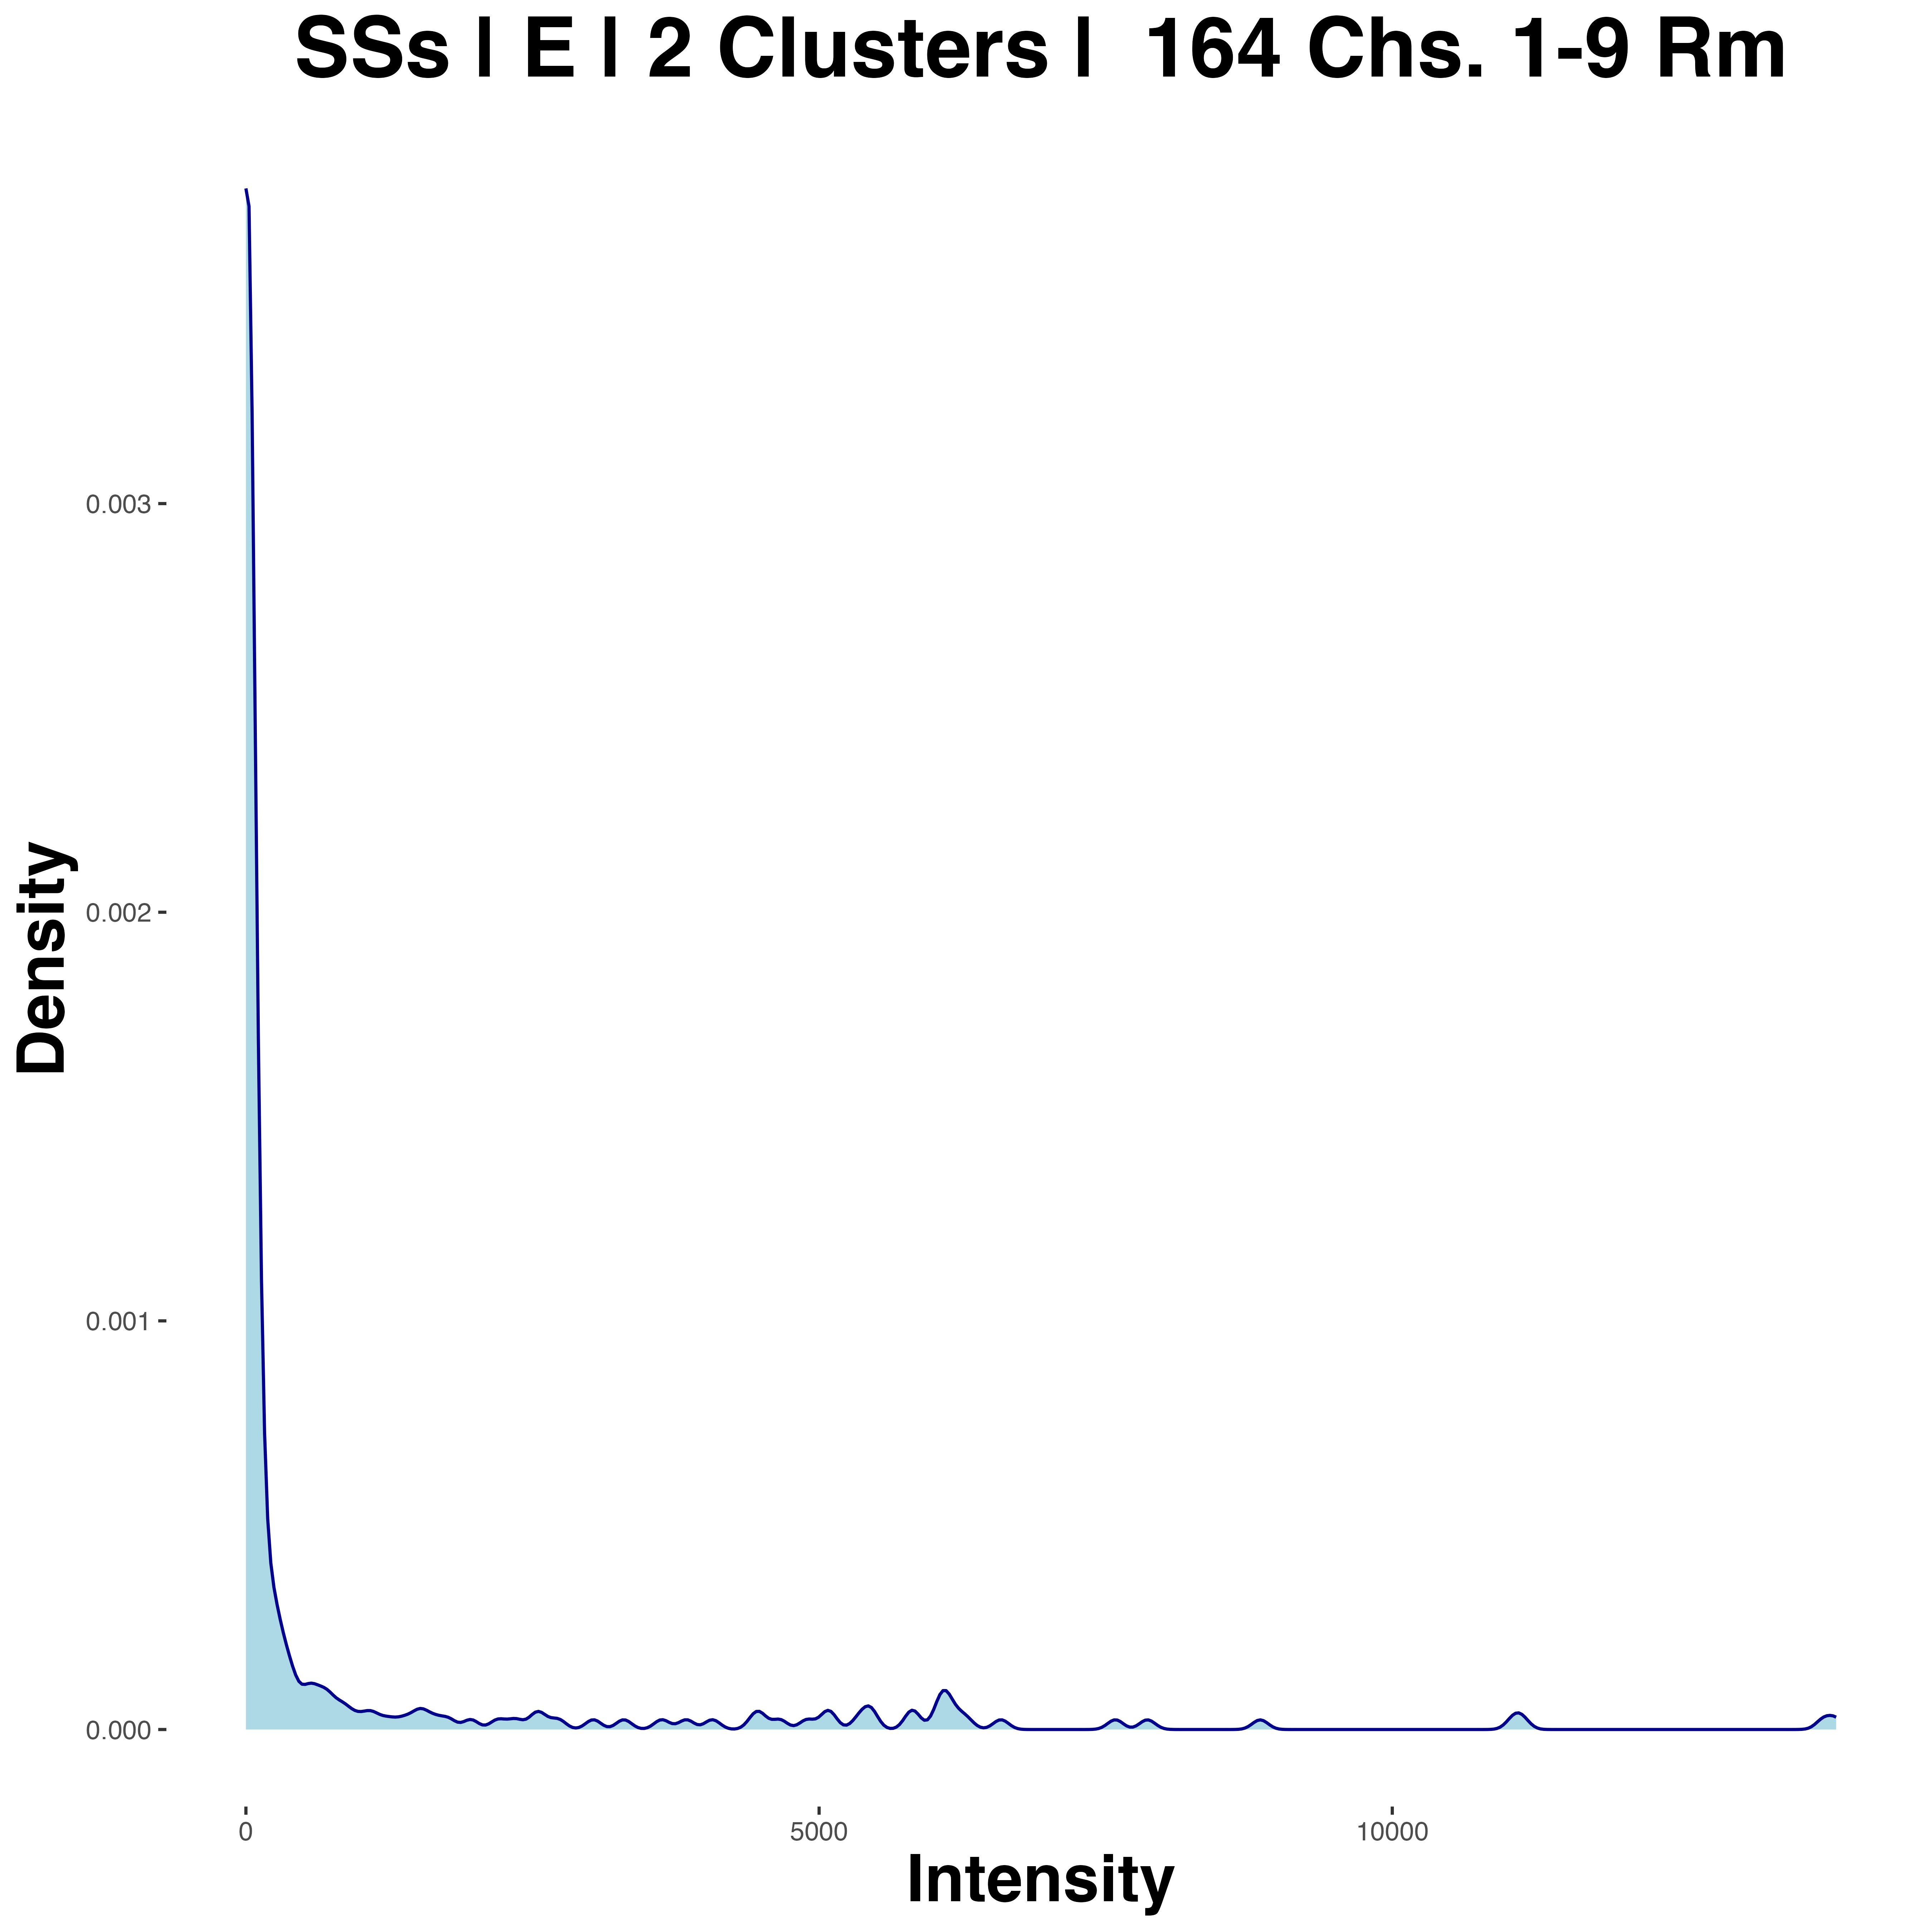 SSs | E | 2 Clusters |  164 Chs. 1-9 Rm
0.003
0.002
0.001
0.000
Density
0
5000
10000
Intensity